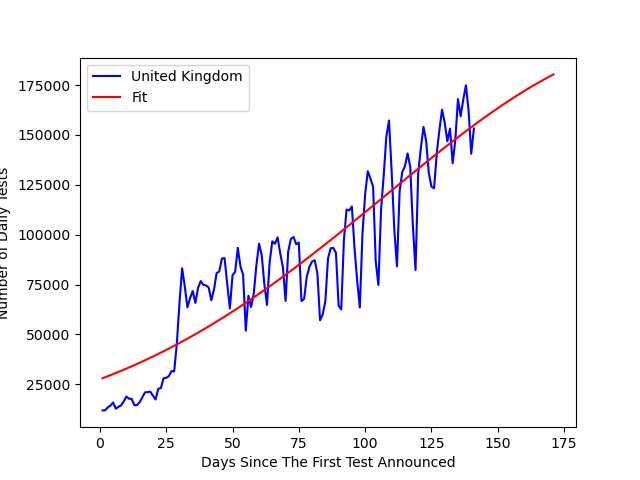 United Kingdom
Fit
175000
150000
125000
100000
75000
50000
25000
Number of Daily Tests
0 25 50 75 100 125 150 175
Days Since The First Test Announced